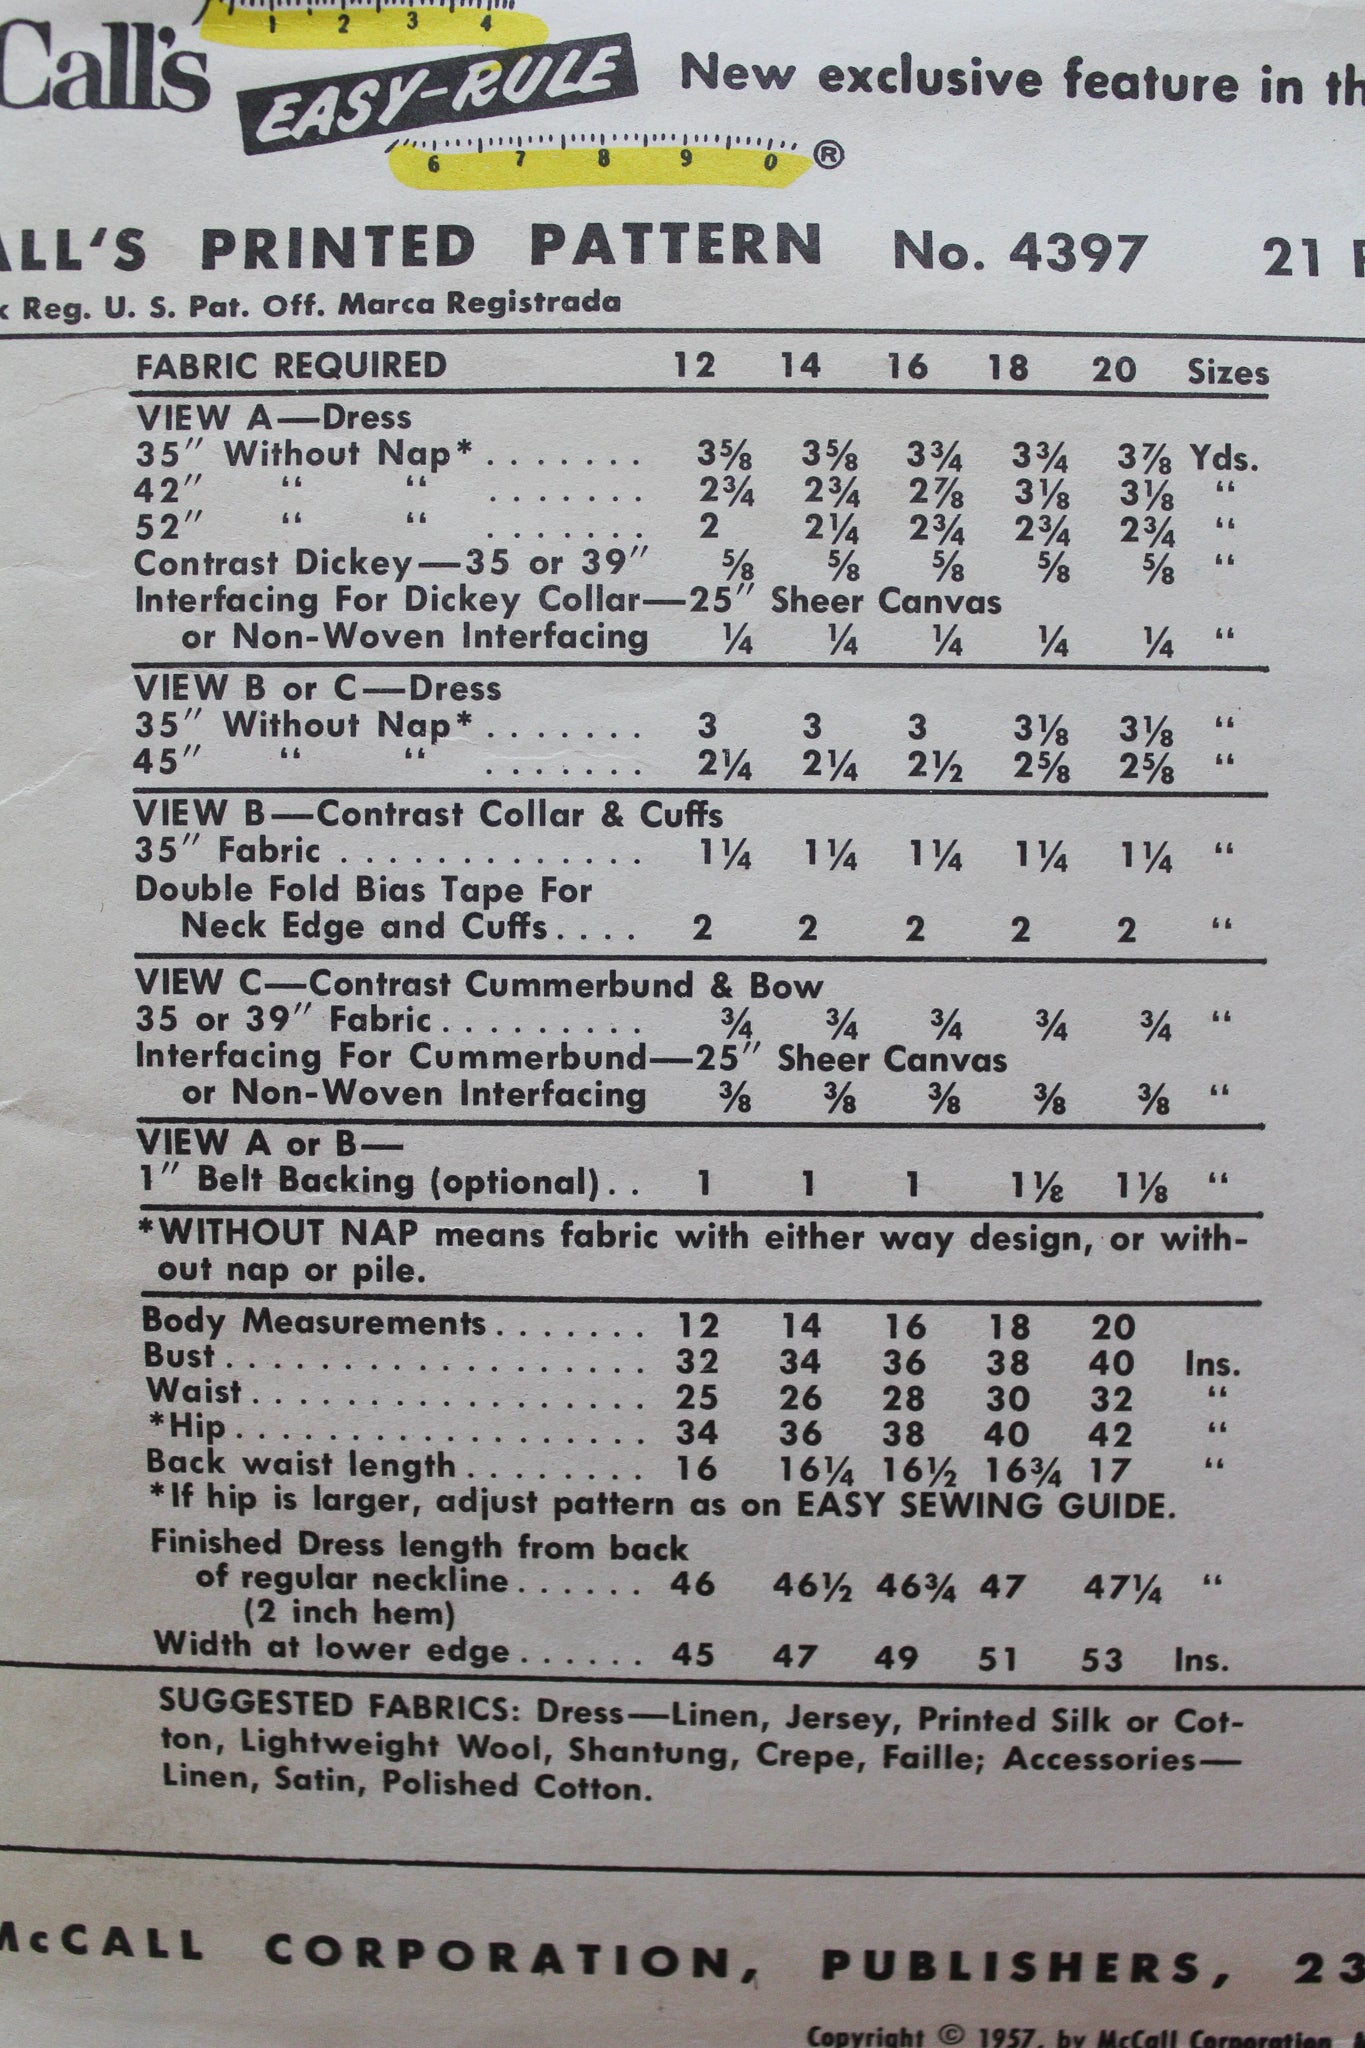 Call's
1 2 3 4
EASY-RULE
6 7 8 9 0 ®
New exclusive feature in th
ALL'S PRINTED PATTERN No. 4397 21
Reg. U. S. Pat. Off. Marca Registrada
FABRIC REQUIRED 12 14 16 18 20 Sizes
VIEW A—Dress
35″ Without Nap* ....... 3⅝ 3⅝ 3¾ 3¾ 3⅞ Yds.
42″ “ “ ....... 2¾ 2¾ 2⅞ 3⅛ 3⅛ “
52″ “ “ ....... 2 2¼ 2¾ 2¾ 2¾ “
Contrast Dickey—35 or 39″ ⅝ ⅝ ⅝ ⅝ ⅝ “
Interfacing For Dickey Collar—25″ Sheer Canvas
or Non-Woven Interfacing ¼ ¼ ¼ ¼ ¼ “
VIEW B or C—Dress
35″ Without Nap* ....... 3 3 3 3⅛ 3⅛ “
45″ “ “ ....... 2¼ 2¼ 2½ 2⅝ 2⅝ “
VIEW B—Contrast Collar & Cuffs
35″ Fabric ............. 1¼ 1¼ 1¼ 1¼ 1¼ “
Double Fold Bias Tape For
Neck Edge and Cuffs.... 2 2 2 2 2 “
VIEW C—Contrast Cummerbund & Bow
35 or 39″ Fabric......... ¾ ¾ ¾ ¾ ¾ “
Interfacing For Cummerbund—25″ Sheer Canvas
or Non-Woven Interfacing ⅜ ⅜ ⅜ ⅜ ⅜ “
VIEW A or B—
1″ Belt Backing (optional).. 1 1 1 1⅛ 1⅛ “
*WITHOUT NAP means fabric with either way design, or with-
out nap or pile.
Body Measurements....... 12 14 16 18 20
Bust................... 32 34 36 38 40 Ins.
Waist.................. 25 26 28 30 32 “
*Hip................... 34 36 38 40 42 “
Back waist length........ 16 16¼ 16½ 16¾ 17 “
*If hip is larger, adjust pattern as on EASY SEWING GUIDE.
Finished Dress length from back
of regular neckline...... 46 46½ 46¾ 47 47¼ “
(2 inch hem)
Width at lower edge...... 45 47 49 51 53 Ins.
SUGGESTED FABRICS: Dress—Linen, Jersey, Printed Silk or Cot-
ton, Lightweight Wool, Shantung, Crepe, Faille; Accessories—
Linen, Satin, Polished Cotton.
McCALL CORPORATION, PUBLISHERS, 23
Copyright © 1957, by McCall Corporation